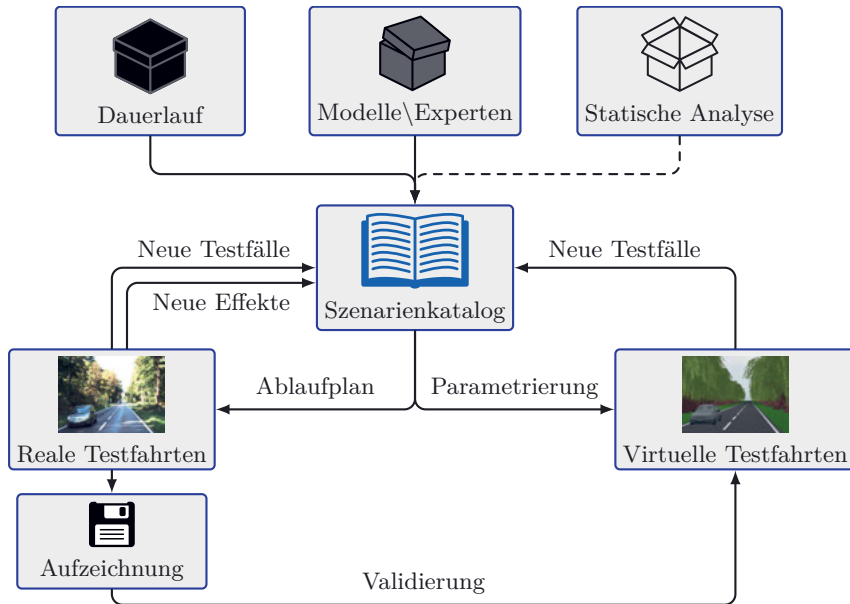 Dauerlauf
Modelle\Experten
Statische Analyse
Neue Testfälle
Neue Testfälle
Neue Effekte
Szenarienkatalog
Ablaufplan
Parametrierung
Reale Testfahrten
Virtuelle Testfahrten
Aufzeichnung
Validierung